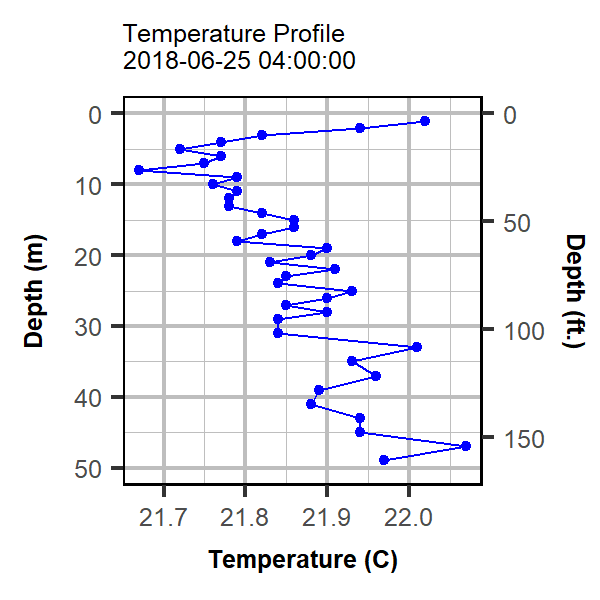 Temperature Profile
2018-06-25 04:00:00
0
10
20
30
40
50
Depth (m)
0
50
100
150
Depth (ft.)
21.7 21.8 21.9 22.0
Temperature (C)